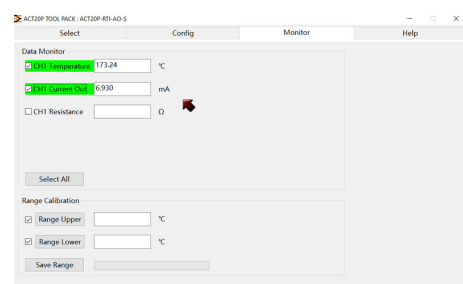 ACT20P TOOL PACK : ACT20P-RTI-AO-S
Select Config Monitor Help
Data Monitor
CH1 Temperature 173.24 ℃
CH1 Current Out 6.930 mA
CH1 Resistance Ω
Select All
Range Calibration
Range Upper ℃
Range Lower ℃
Save Range